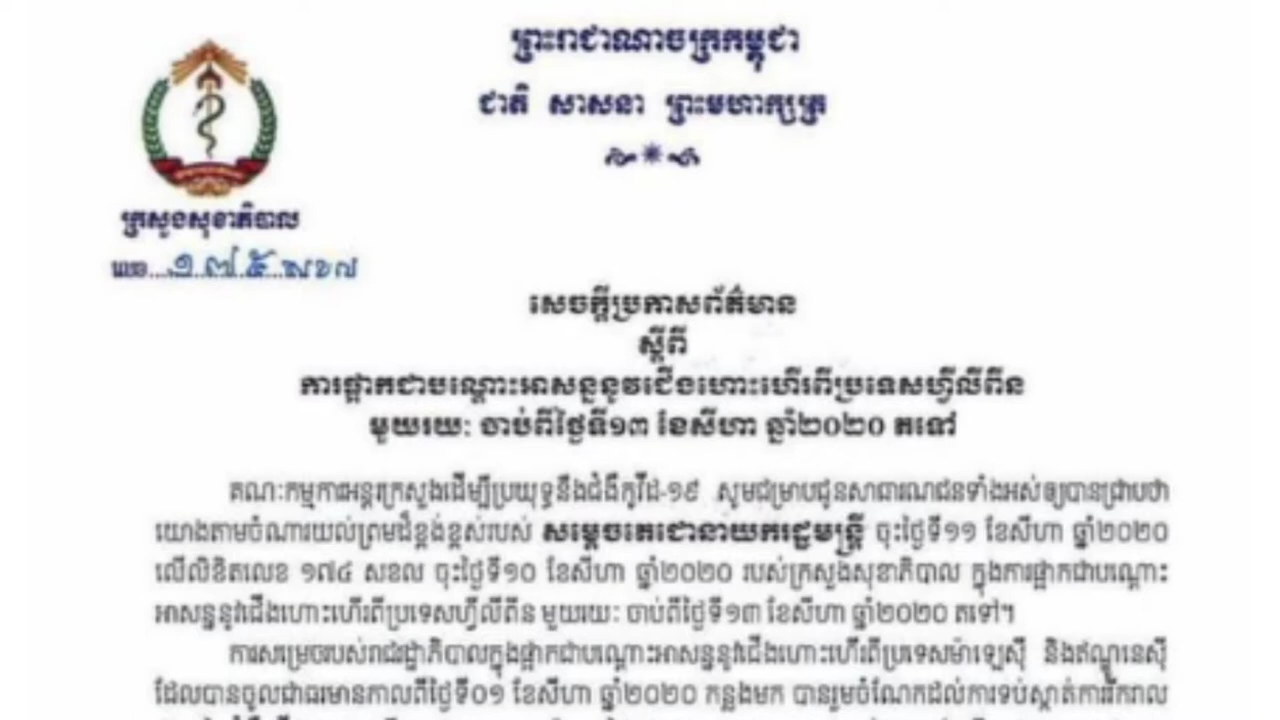 ព្រះរាជាណាចក្រកម្ពុជា
ជាតិ សាសនា ព្រះមហាក្សត្រ
ក្រសួងសុខាភិបាល
លេខ...១៧៥...សខល
សេចក្តីប្រកាសព័ត៌មាន
ស្តីពី
ការផ្អាកជាបណ្តោះអាសន្ននូវជើងហោះហើរពីប្រទេសហ្វីលីពីន
មួយរយៈ ចាប់ពីថ្ងៃទី១៣ ខែសីហា ឆ្នាំ២០២០ តទៅ
គណៈកម្មការអន្តរក្រសួងដើម្បីប្រយុទ្ធនឹងជំងឺកូវីដ-១៩ សូមជម្រាបជូនសាធារណជនទាំងអស់ឲ្យបានជ្រាបថា
យោងតាមចំណារយល់ព្រមដ៏ខ្ពង់ខ្ពស់របស់ សម្តេចតេជោនាយករដ្ឋមន្ត្រី ចុះថ្ងៃទី១១ ខែសីហា ឆ្នាំ២០២០
លើលិខិតលេខ ១៧៤ សខល ចុះថ្ងៃទី១០ ខែសីហា ឆ្នាំ២០២០ របស់ក្រសួងសុខាភិបាល ក្នុងការផ្អាកជាបណ្តោះ
អាសន្ននូវជើងហោះហើរពីប្រទេសហ្វីលីពីន មួយរយៈ ចាប់ពីថ្ងៃទី១៣ ខែសីហា ឆ្នាំ២០២០ តទៅ។
ការសម្រេចរបស់រាជរដ្ឋាភិបាលក្នុងផ្អាកជាបណ្តោះអាសន្ននូវជើងហោះហើរពីប្រទេសម៉ាឡេស៊ី និងឥណ្ឌូនេស៊ី
ដែលបានចូលជាធរមានកាលពីថ្ងៃទី០១ ខែសីហា ឆ្នាំ២០២០ កន្លងមក បានរួមចំណែកដល់ការទប់ស្កាត់ការរីករាល